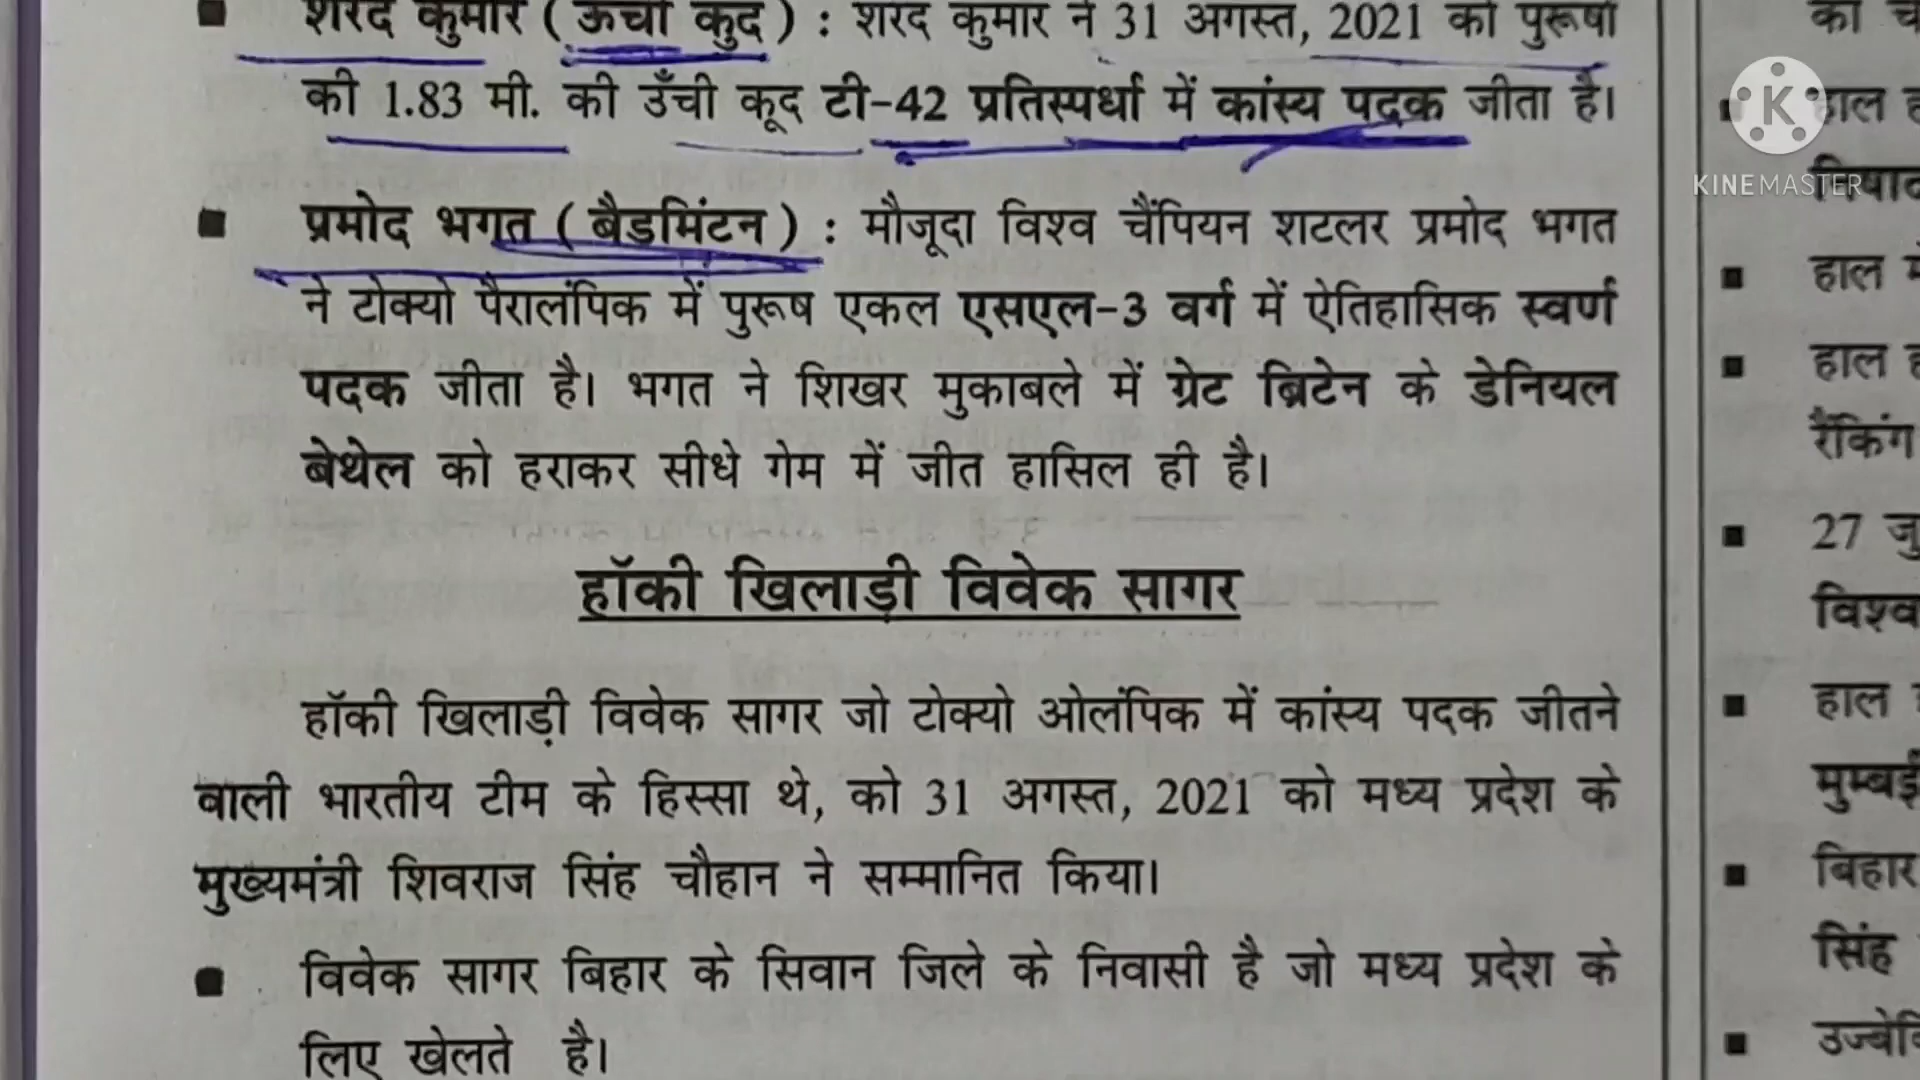 शरद कुमार ( ऊंची कुद ) : शरद कुमार ने 31 अगस्त, 2021 को पुरूषों
की 1.83 मी. की उँची कूद टी-42 प्रतिस्पर्धा में कांस्य पदक जीता है।
प्रमोद भगत ( बैडमिंटन ) : मौजूदा विश्व चैंपियन शटलर प्रमोद भगत
ने टोक्यो पैरालंपिक में पुरूष एकल एसएल-3 वर्ग में ऐतिहासिक स्वर्ण
पदक जीता है। भगत ने शिखर मुकाबले में ग्रेट ब्रिटेन के डेनियल
बेथेल को हराकर सीधे गेम में जीत हासिल ही है।
हॉकी खिलाड़ी विवेक सागर
हॉकी खिलाड़ी विवेक सागर जो टोक्यो ओलंपिक में कांस्य पदक जीतने
वाली भारतीय टीम के हिस्सा थे, को 31 अगस्त, 2021 को मध्य प्रदेश के
मुख्यमंत्री शिवराज सिंह चौहान ने सम्मानित किया।
विवेक सागर बिहार के सिवान जिले के निवासी है जो मध्य प्रदेश के
लिए खेलते है।
का
हाल
हाल
हाल
रैंकिंग
27
विश्व
हाल
मुम्बई
बिहार
सिंह
K
KINEMASTER